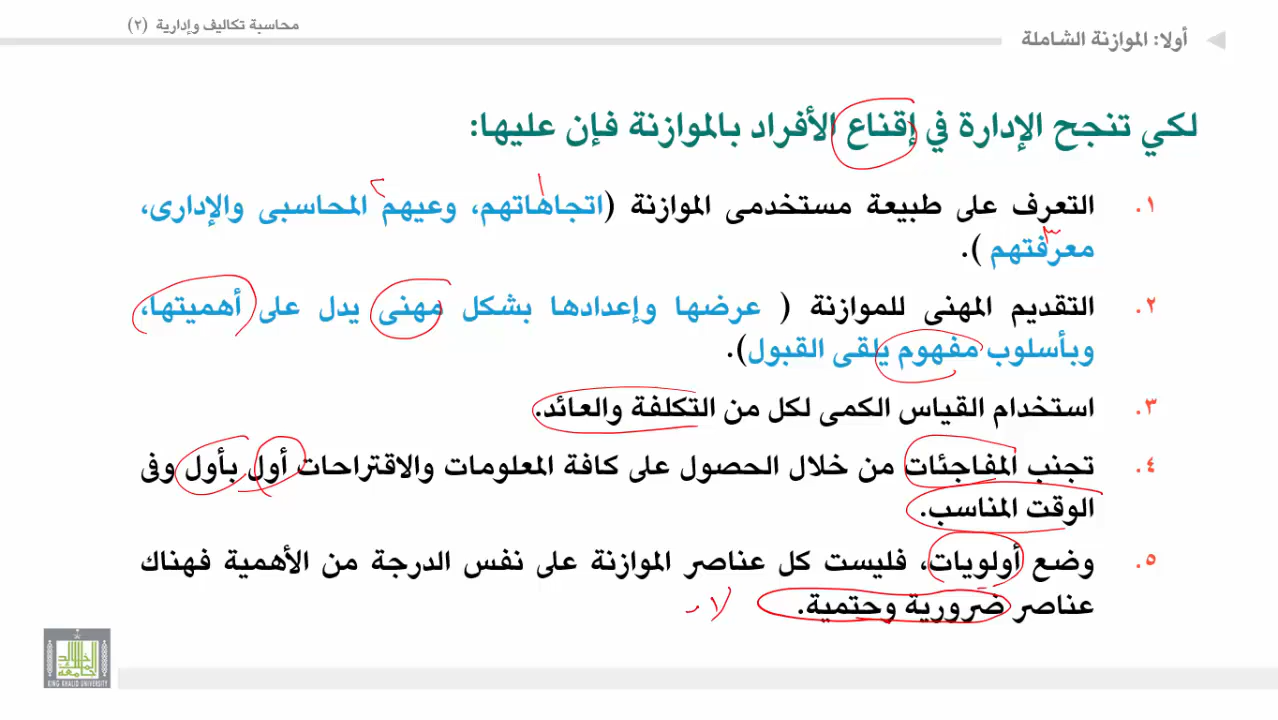 محاسبة تكاليف وإدارية (٢)
أولا: الموازنة الشاملة
لكي تنجح الإدارة في إقناع الأفراد بالموازنة فإن عليها:
١. التعرف على طبيعة مستخدمى الموازنة (اتجاهاتهم، وعيهم المحاسبى والإدارى،
معرفتهم ).
٢. التقديم المهنى للموازنة ( عرضها وإعدادها بشكل مهنى يدل على أهميتها،
وبأسلوب مفهوم يلقى القبول).
٣. استخدام القياس الكمى لكل من التكلفة والعائد.
٤. تجنب المفاجئات من خلال الحصول على كافة المعلومات والاقتراحات أول بأول وفى
الوقت المناسب.
٥. وضع أولويات، فليست كل عناصر الموازنة على نفس الدرجة من الأهمية فهناك
عناصر ضرورية وحتمية.
KING KHALID UNIVERSITY